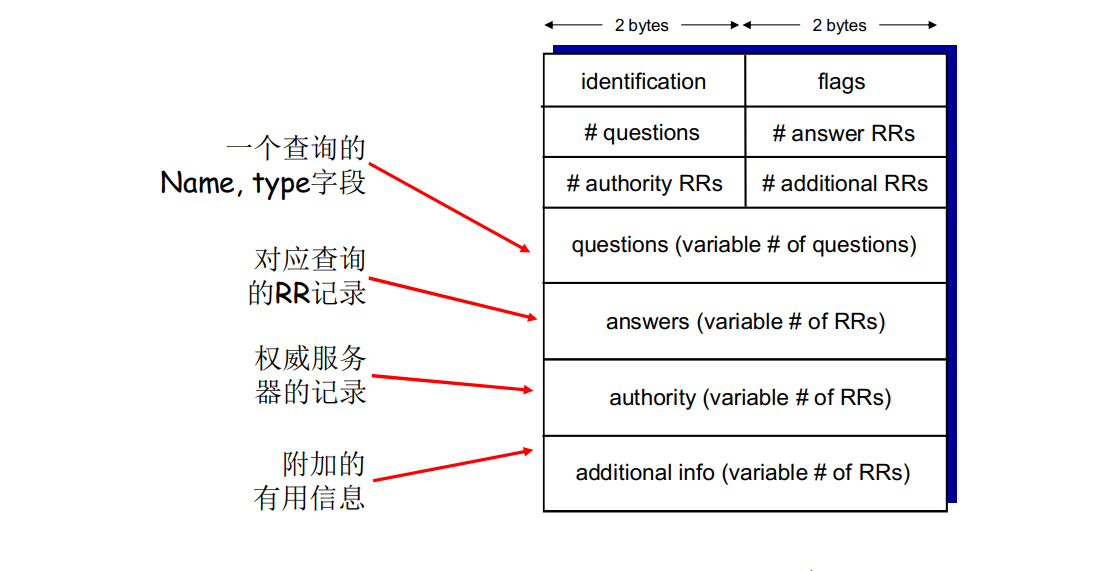 2 bytes 2 bytes
identification flags
# questions # answer RRs
# authority RRs # additional RRs
一个查询的
Name, type字段
questions (variable # of questions)
对应查询
的RR记录
answers (variable # of RRs)
权威服务
器的记录
authority (variable # of RRs)
附加的
有用信息
additional info (variable # of RRs)